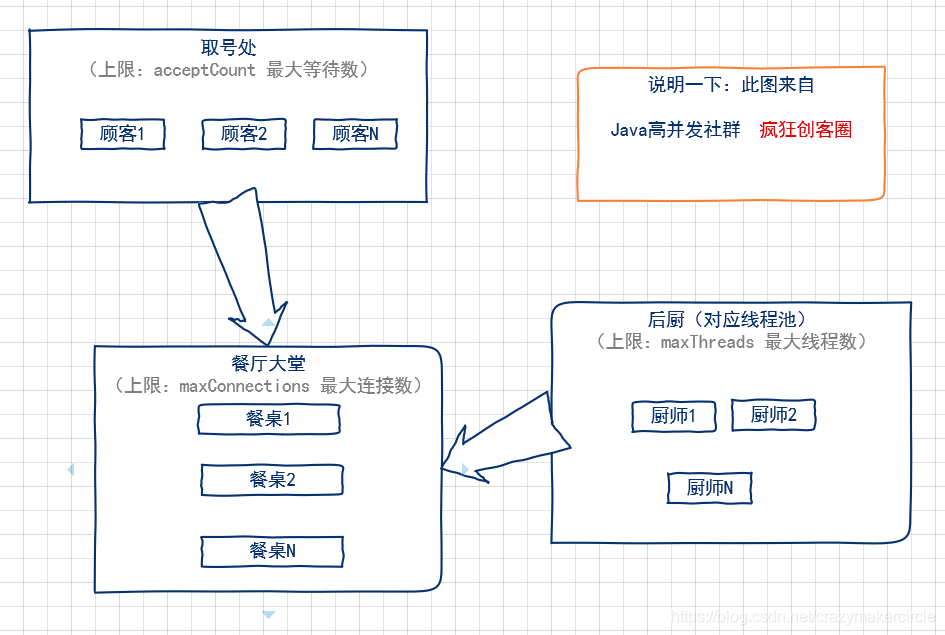 取号处
（上限：acceptCount 最大等待数）
顾客1 顾客2 顾客N
说明一下：此图来自
Java高并发社群 疯狂创客圈
餐厅大堂
（上限：maxConnections 最大连接数）
餐桌1
餐桌2
餐桌N
后厨（对应线程池）
（上限：maxThreads 最大线程数）
厨师1 厨师2
厨师N
https://blog.csdn.net/crazymakercircle